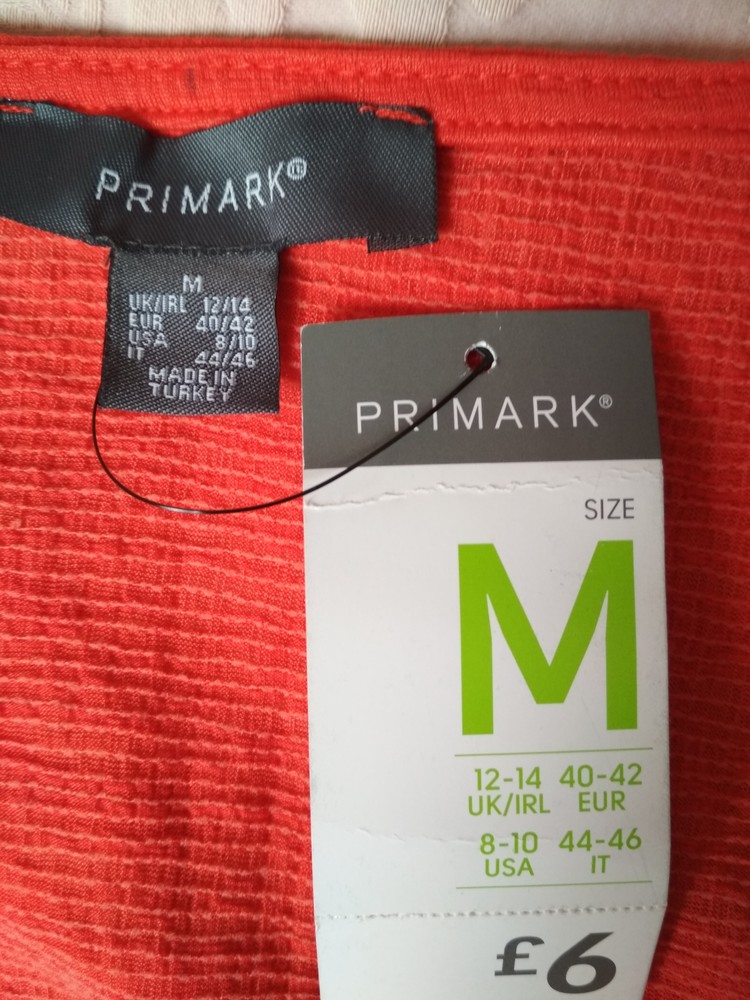 PRIMARK®
M
UK/IRL 12/14
EUR 40/42
USA 8/10
IT 44/46
MADE IN
TURKEY
PRIMARK®
SIZE
M
12-14 40-42
UK/IRL EUR
8-10 44-46
USA IT
£6